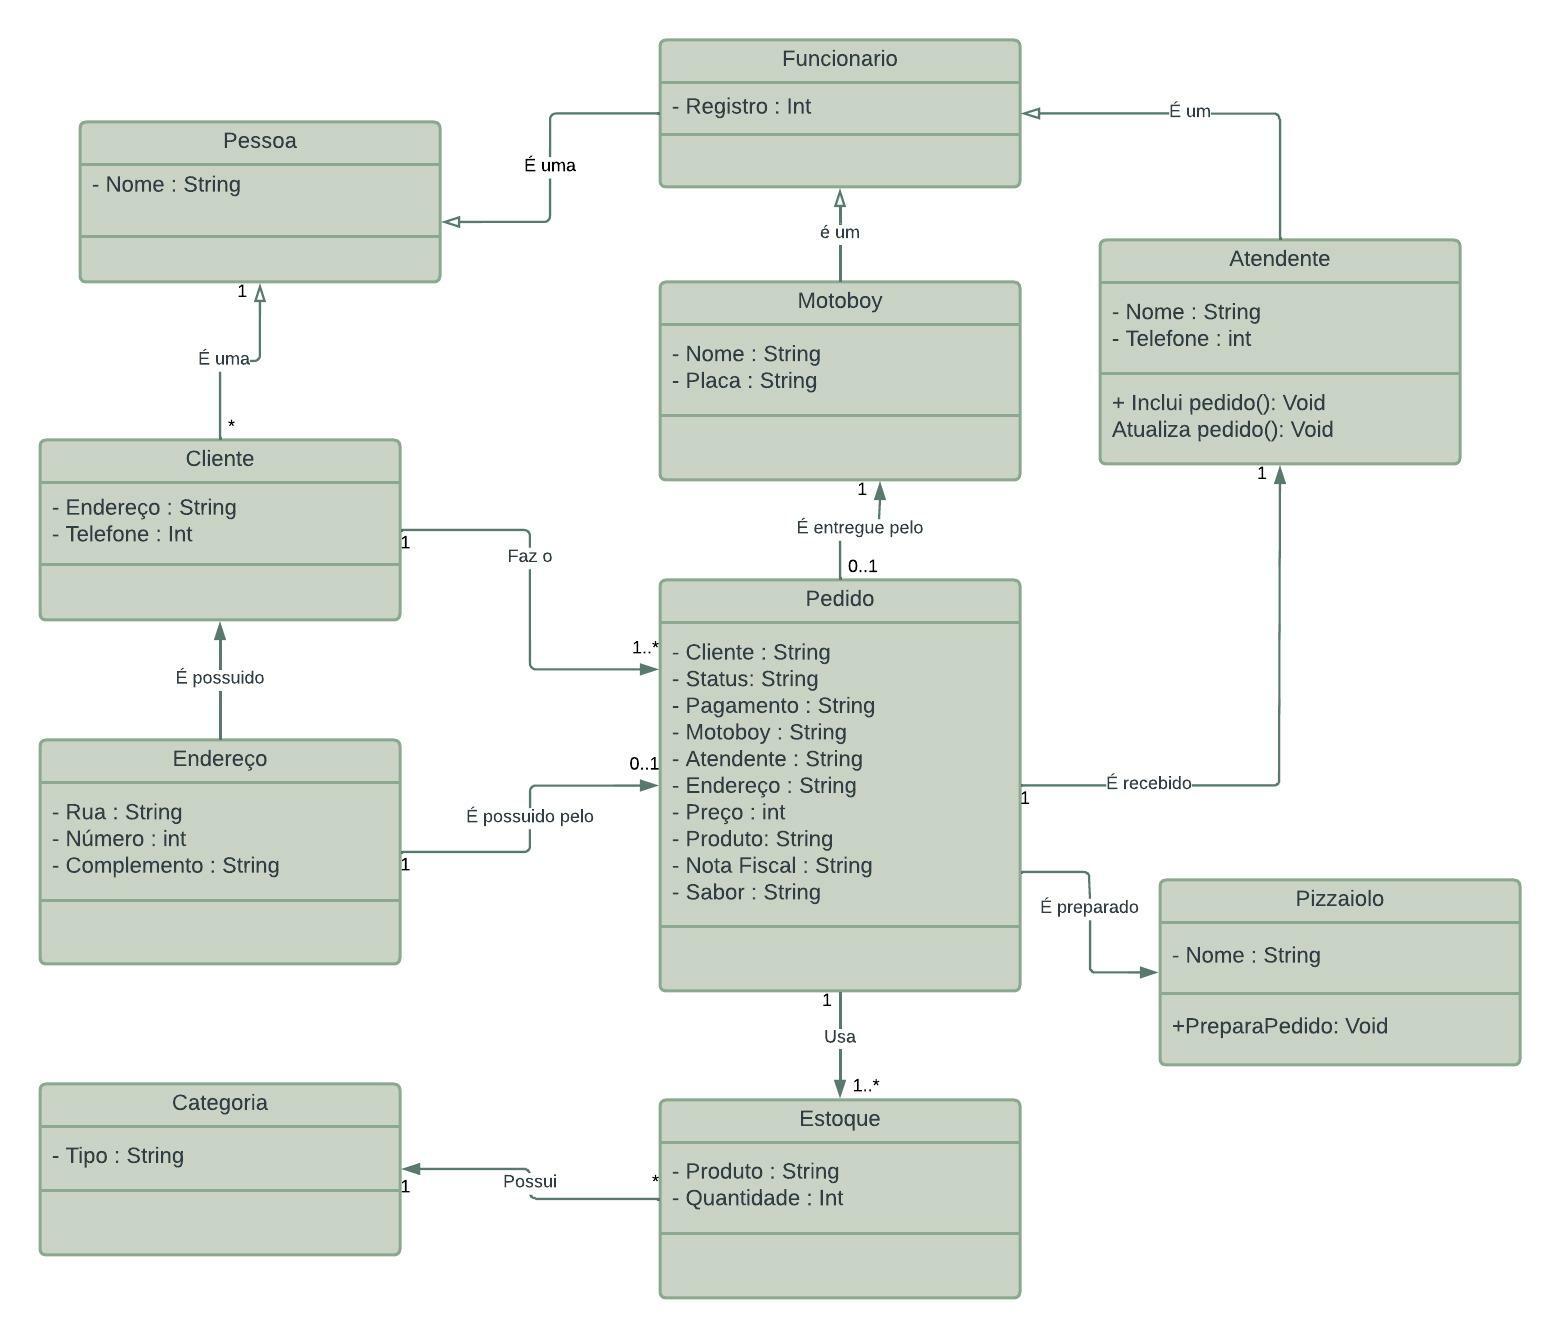 Funcionario
- Registro : Int
É um
Pessoa
- Nome : String
É uma
é um
Atendente
- Nome : String
- Telefone : int
+ Inclui pedido(): Void
Atualiza pedido(): Void
1
Motoboy
- Nome : String
- Placa : String
1
É uma
*
Cliente
- Endereço : String
- Telefone : Int
1
Faz o
1..*
1
É entregue pelo
0..1
Pedido
- Cliente : String
- Status: String
- Pagamento : String
- Motoboy : String
- Atendente : String
- Endereço : String
- Preço : int
- Produto: String
- Nota Fiscal : String
- Sabor : String
É possuido
Endereço
- Rua : String
- Número : int
- Complemento : String
1
É possuido pelo
0..1
É recebido
1
É preparado
Pizzaiolo
- Nome : String
+PreparaPedido: Void
1
Usa
1..*
Categoria
- Tipo : String
1
Possui
*
Estoque
- Produto : String
- Quantidade : Int